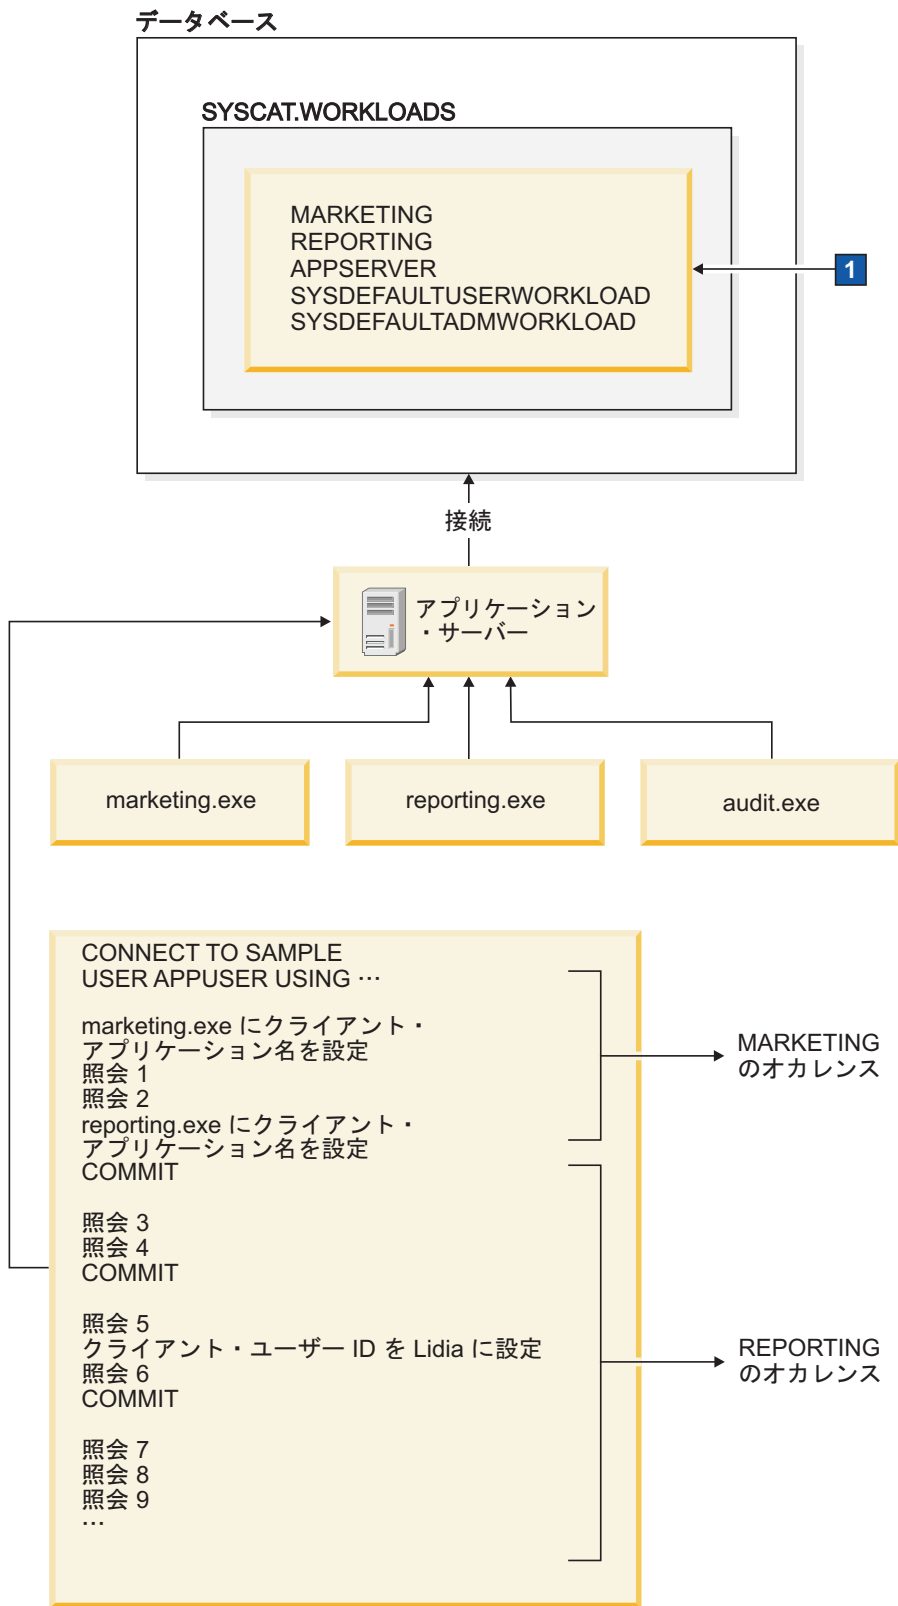 データベース
SYSCAT.WORKLOADS
MARKETING
REPORTING
APPSERVER
SYSDEFAULTUSERWORKLOAD
SYSDEFAULTADMWORKLOAD
1
接続
アプリケーション
・サーバー
marketing.exe
reporting.exe
audit.exe
CONNECT TO SAMPLE
USER APPUSER USING …
marketing.exe にクライアント・
アプリケーション名を設定
照会 1
照会 2
reporting.exe にクライアント・
アプリケーション名を設定
COMMIT
照会 3
照会 4
COMMIT
照会 5
クライアント・ユーザー ID を Lidia に設定
照会 6
COMMIT
照会 7
照会 8
照会 9
…
MARKETING
のオカレンス
REPORTING
のオカレンス